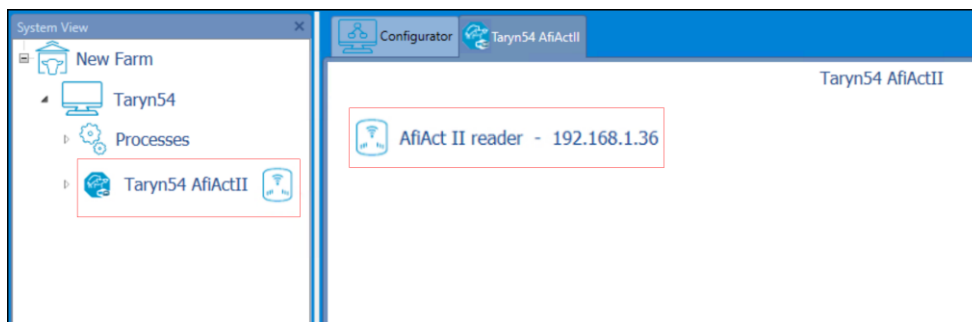 System View
New Farm
Taryn54
Processes
Taryn54 AfiActII
Configurator
Taryn54 AfiActII
Taryn54 AfiActII
AfiAct II reader - 192.168.1.36